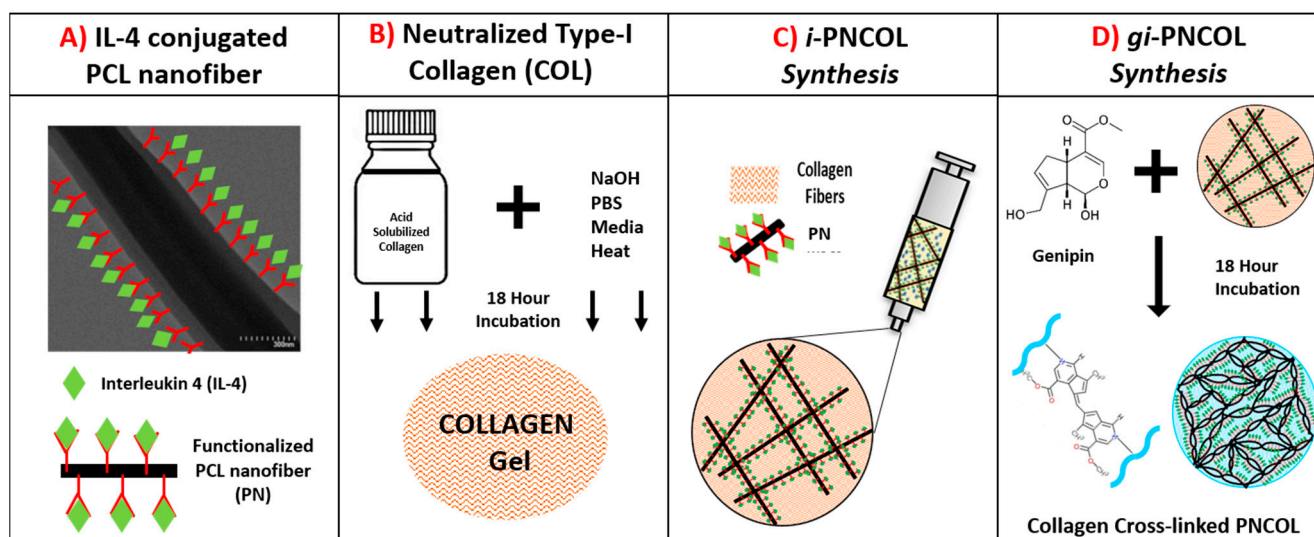 A) IL-4 conjugated
PCL nanofiber
300nm
Interleukin 4 (IL-4)
Functionalized
PCL nanofiber
(PN)
B) Neutralized Type-I
Collagen (COL)
Acid
Solubilized
Collagen
NaOH
PBS
Media
Heat
18 Hour
Incubation
COLLAGEN
Gel
C) i-PNCOL
Synthesis
Collagen
Fibers
PN
D) gi-PNCOL
Synthesis
O
O
H
O
H
HO
OH
Genipin
18 Hour
Incubation
Collagen Cross-linked PNCOL